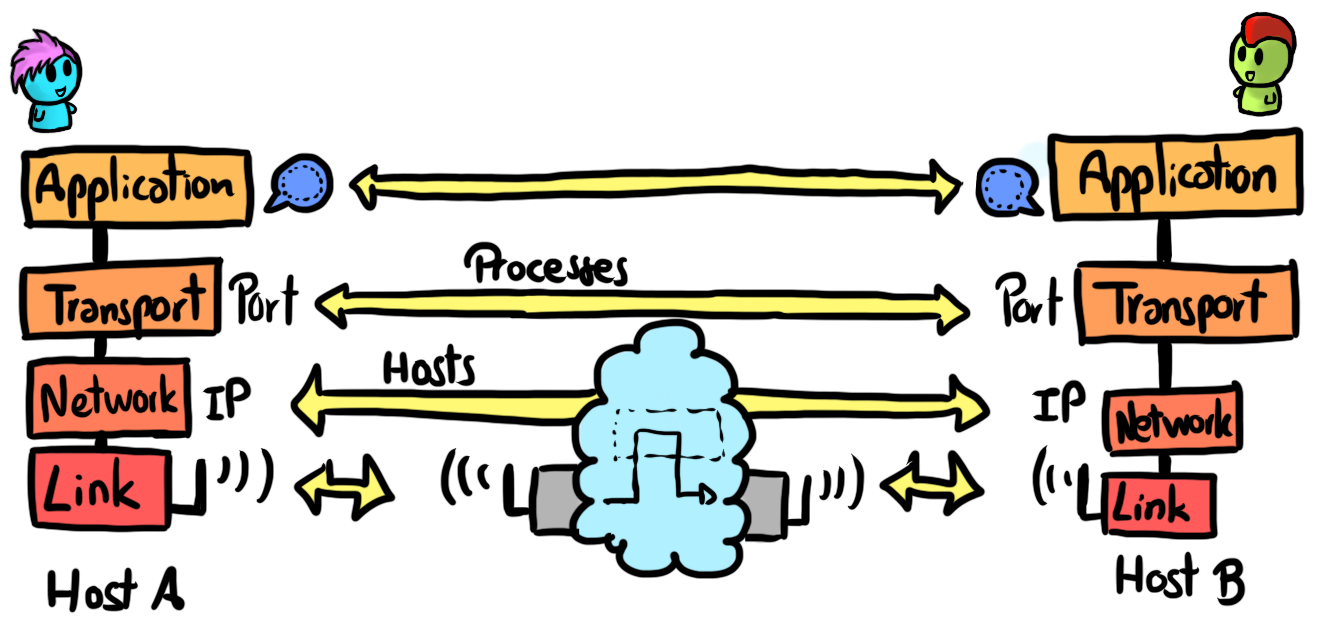 Application
Application
Processes
Transport
Port
Port
Transport
Hosts
Network
IP
IP
Network
Link
Link
Host A
Host B